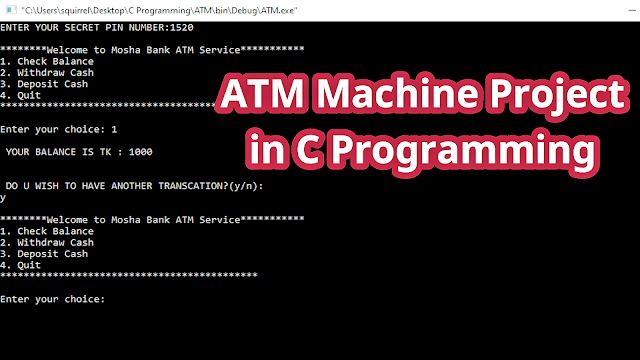 "C:\Users\squirrel\Desktop\C Programming\ATM\bin\Debug\ATM.exe"
ENTER YOUR SECRET PIN NUMBER:1520
********Welcome to Mosha Bank ATM Service***********
1. Check Balance
2. Withdraw Cash
3. Deposit Cash
4. Quit
******************************************
Enter your choice: 1
YOUR BALANCE IS TK : 1000
DO U WISH TO HAVE ANOTHER TRANSCATION?(y/n):
y
********Welcome to Mosha Bank ATM Service***********
1. Check Balance
2. Withdraw Cash
3. Deposit Cash
4. Quit
********************************************
Enter your choice:
ATM Machine Project
in C Programming